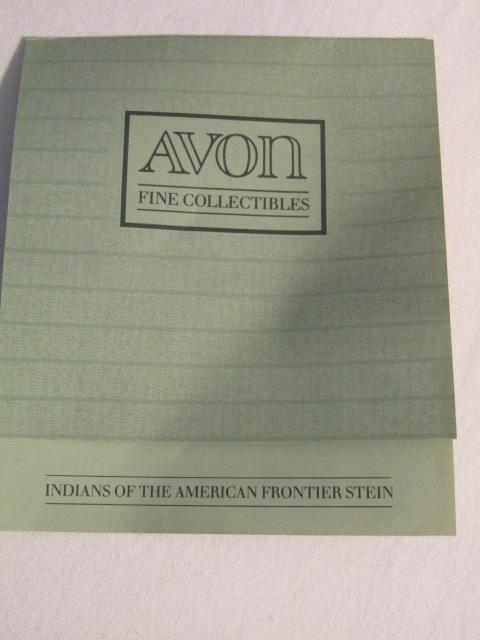 AVON
FINE COLLECTIBLES
INDIANS OF THE AMERICAN FRONTIER STEIN